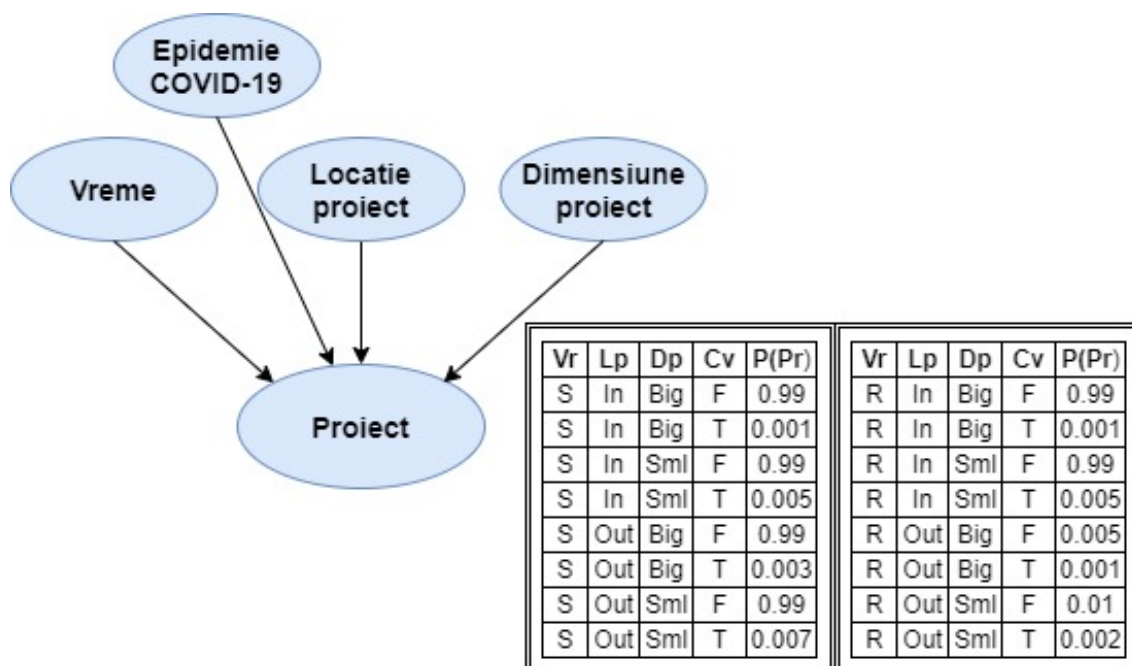 Epidemie
COVID-19
Vreme
Locatie
proiect
Dimensiune
proiect
Proiect
Vr Lp Dp Cv P(Pr)
S In Big F 0.99
S In Big T 0.001
S In Sml F 0.99
S In Sml T 0.005
S Out Big F 0.99
S Out Big T 0.003
S Out Sml F 0.99
S Out Sml T 0.007
Vr Lp Dp Cv P(Pr)
R In Big F 0.99
R In Big T 0.001
R In Sml F 0.99
R In Sml T 0.005
R Out Big F 0.005
R Out Big T 0.001
R Out Sml F 0.01
R Out Sml T 0.002